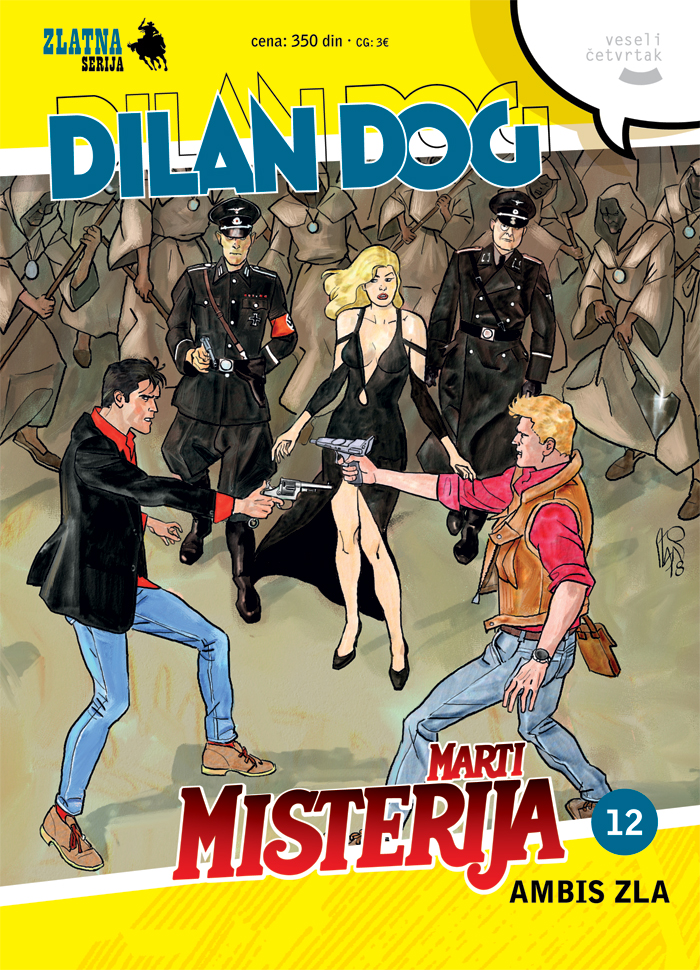 ZLATNA
SERIJA
cena: 350 din · CG: 3€
veseli
četvrtak
DILAN DOG
MARTI
MISTERIJA
12
AMBIS ZLA